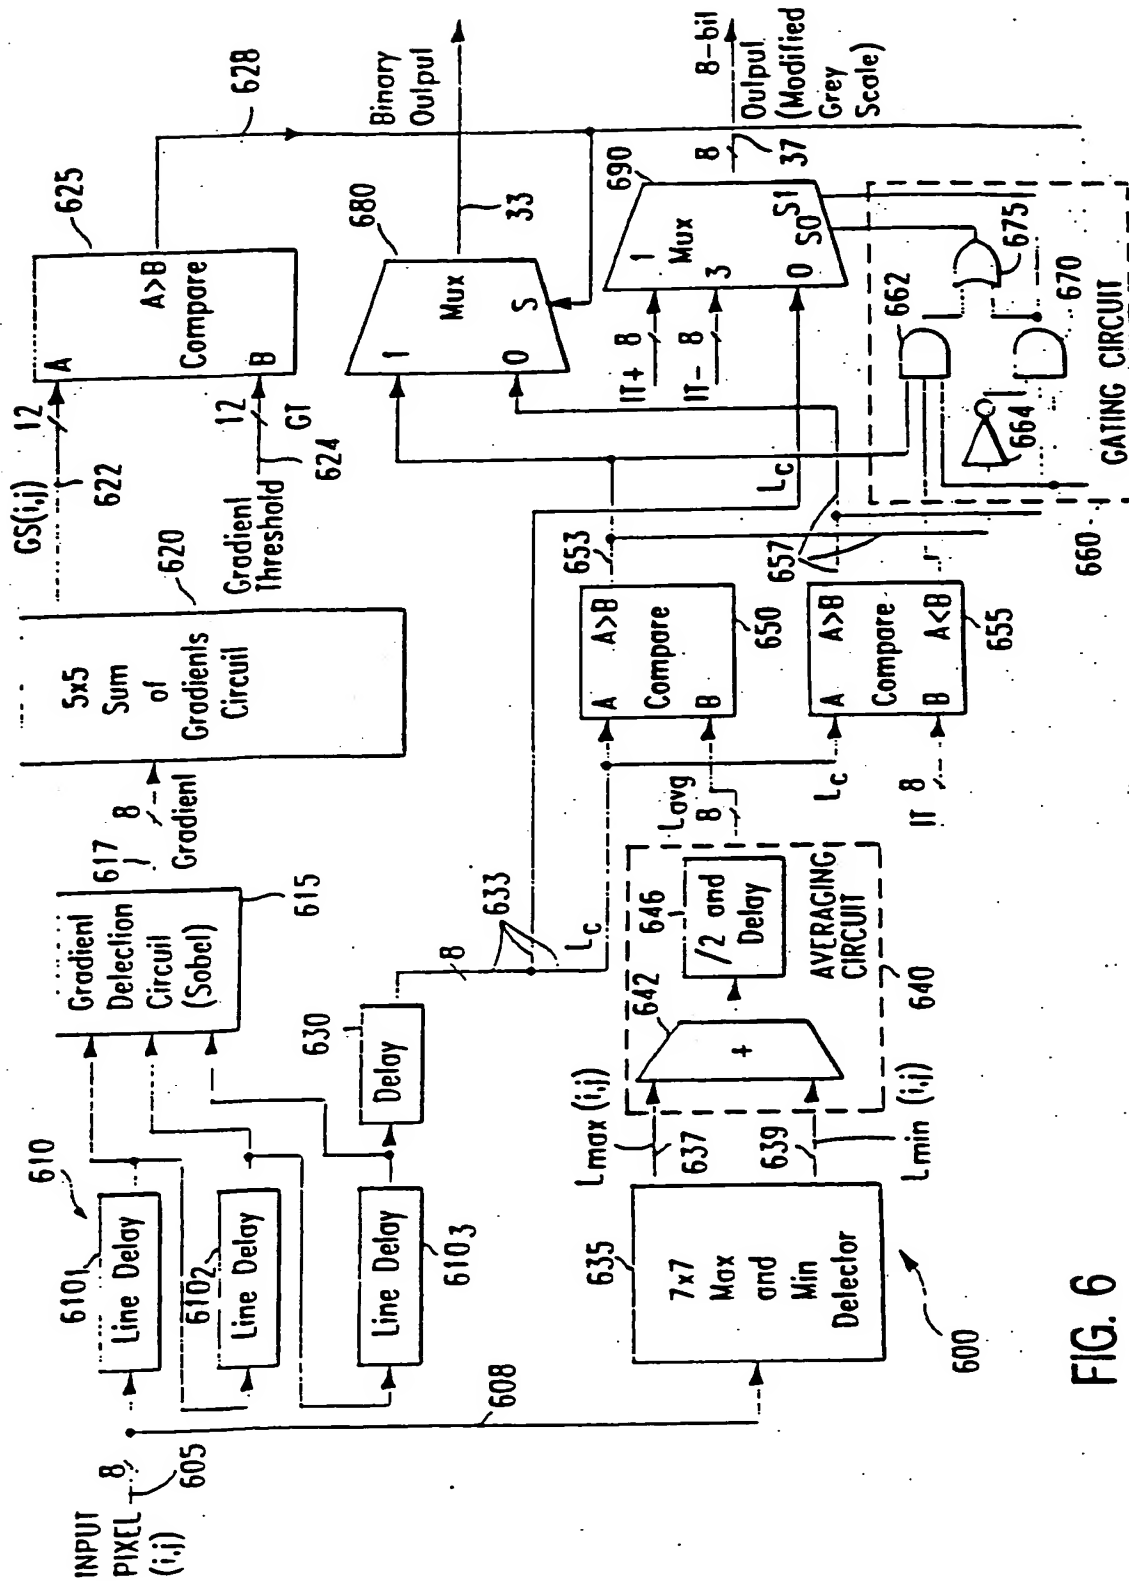 INPUT
PIXEL
(i,j)
8
605
608
610
610₁
Line Delay
610₂
Line Delay
610₃
Line Delay
Gradient
Detection
Circuit
(Sobel)
615
617
8
Gradient
5x5
Sum
of
Gradients
Circuit
620
GS(i,j)
12
622
Gradient
Threshold
12
GT
624
A
B
A>B
Compare
625
628
630
Delay
8
633
Lc
635
7x7
Max
and
Min
Detector
600
Lmax (i,j)
637
639
Lmin (i,j)
642
+
646
/2 and
Delay
AVERAGING
CIRCUIT
640
Lavg
8
A
A>B
Compare
B
650
653
Lc
IT
8
A
A>B
Compare
B
A<B
655
657
Lc
1
0
Mux
S
680
33
Binary
Output
IT+
8
IT-
8
1
3
0
Mux
S0
S1
690
8
37
8-bit
Output
(Modified
Grey
Scale)
662
664
670
675
660
GATING CIRCUIT
FIG. 6